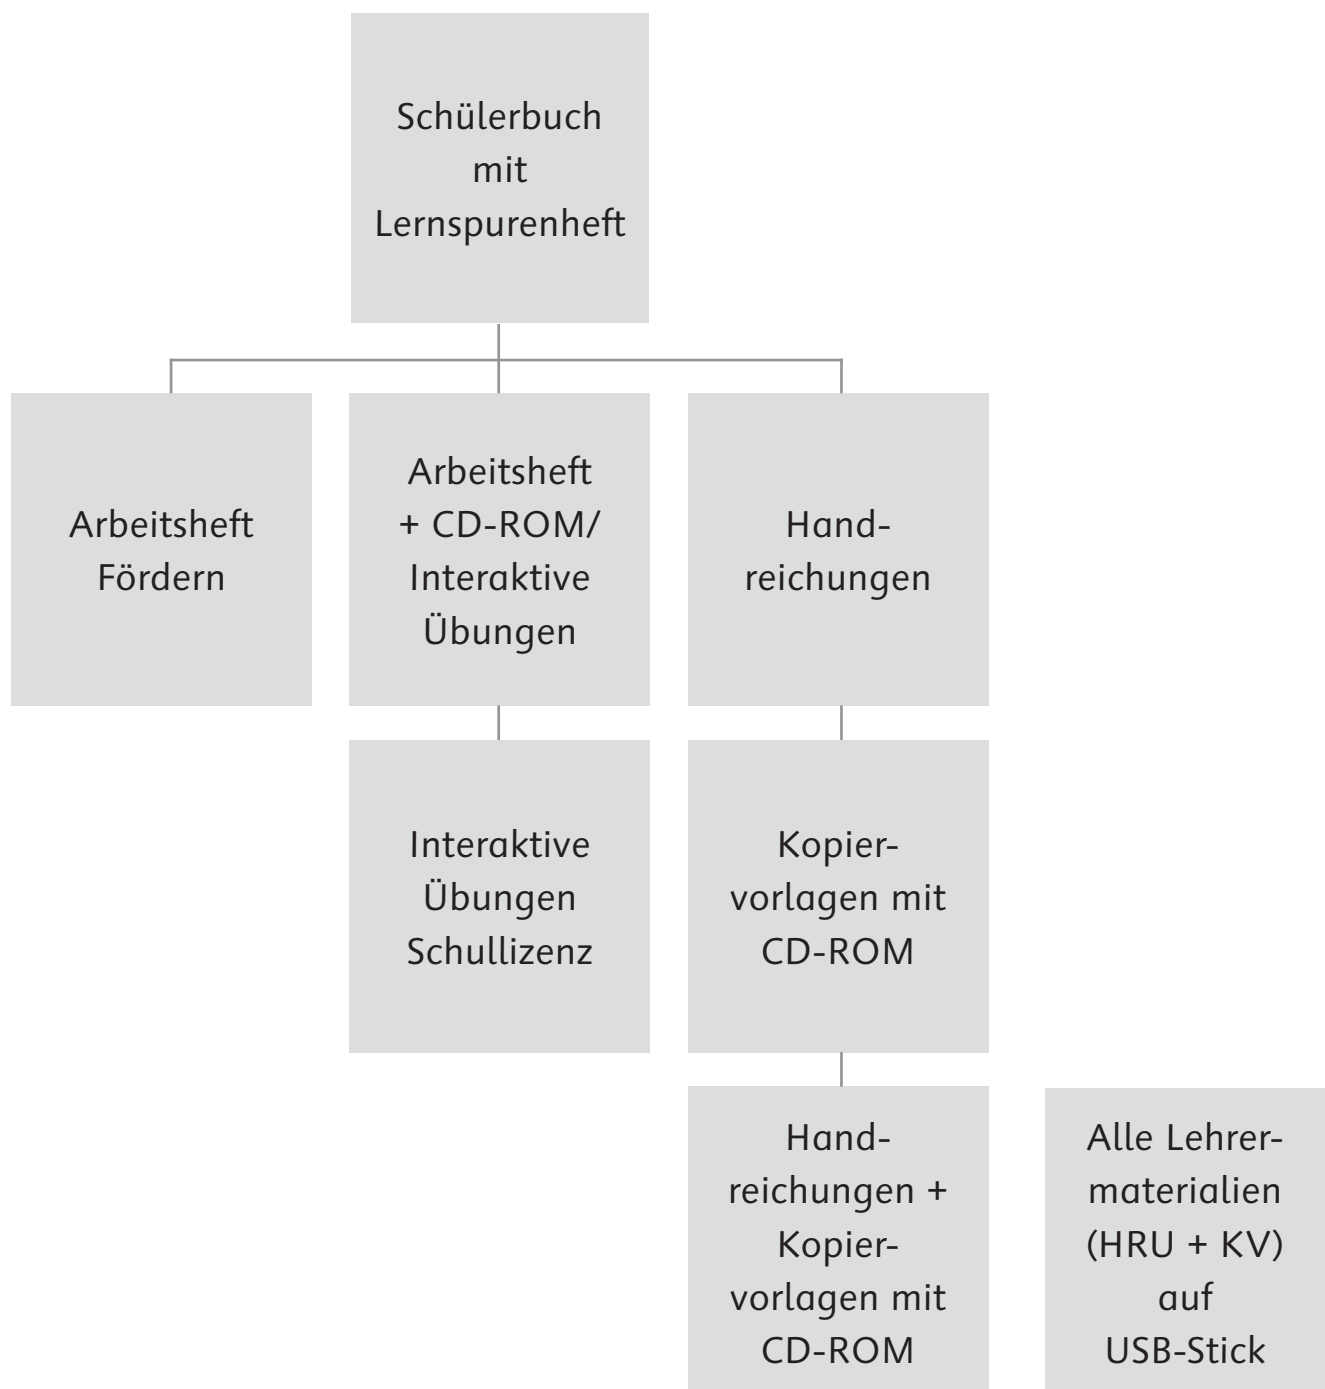 Schülerbuch
mit
Lernspurenheft
Arbeitsheft
Fördern
Arbeitsheft
+ CD-ROM/
Interaktive
Übungen
Hand-
reichungen
Interaktive
Übungen
Schullizenz
Kopier-
vorlagen mit
CD-ROM
Hand-
reichungen +
Kopier-
vorlagen mit
CD-ROM
Alle Lehrer-
materialien
(HRU + KV)
auf
USB-Stick